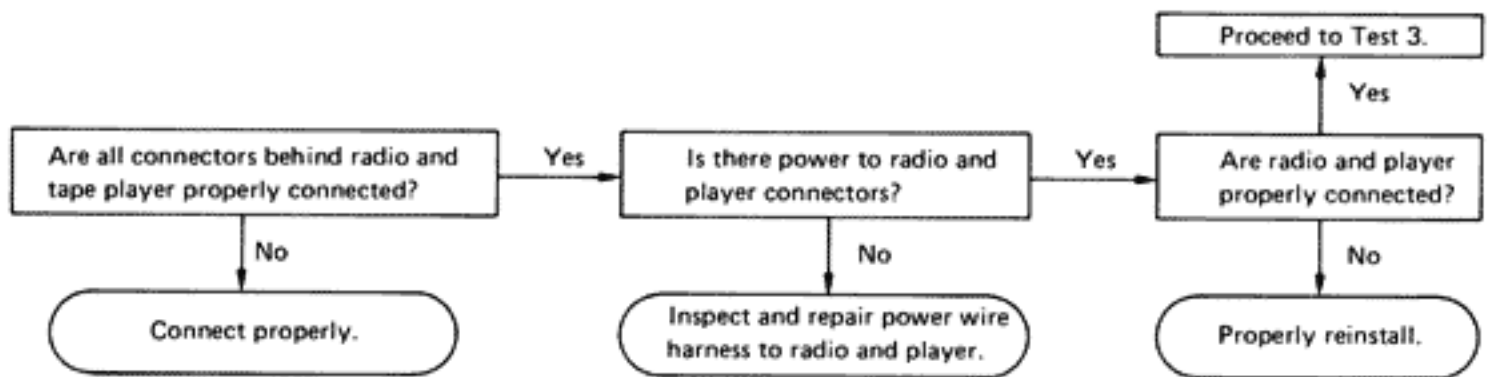 Proceed to Test 3.
Yes
Are all connectors behind radio and
tape player properly connected?
Yes
Is there power to radio and
player connectors?
Yes
Are radio and player
properly connected?
No
No
No
Connect properly.
Inspect and repair power wire
harness to radio and player.
Properly reinstall.